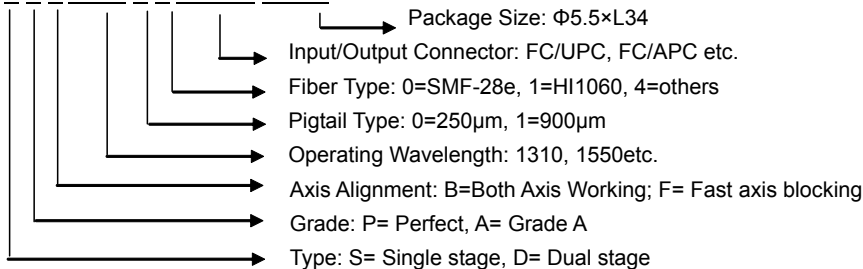 Package Size: Φ5.5×L34
Input/Output Connector: FC/UPC, FC/APC etc.
Fiber Type: 0=SMF-28e, 1=HI1060, 4=others
Pigtail Type: 0=250μm, 1=900μm
Operating Wavelength: 1310, 1550etc.
Axis Alignment: B=Both Axis Working; F= Fast axis blocking
Grade: P= Perfect, A= Grade A
Type: S= Single stage, D= Dual stage